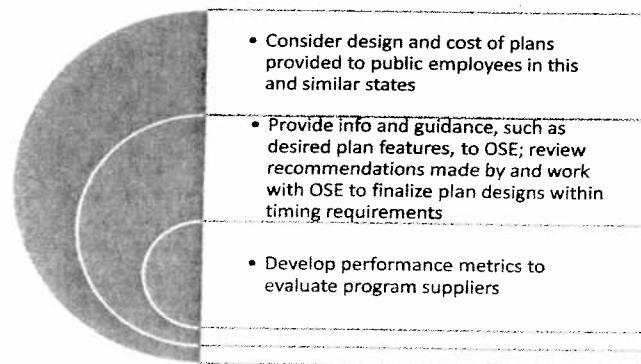 • Consider design and cost of plans
provided to public employees in this
and similar states
• Provide info and guidance, such as
desired plan features, to OSE; review
recommendations made by and work
with OSE to finalize plan designs within
timing requirements
• Develop performance metrics to
evaluate program suppliers